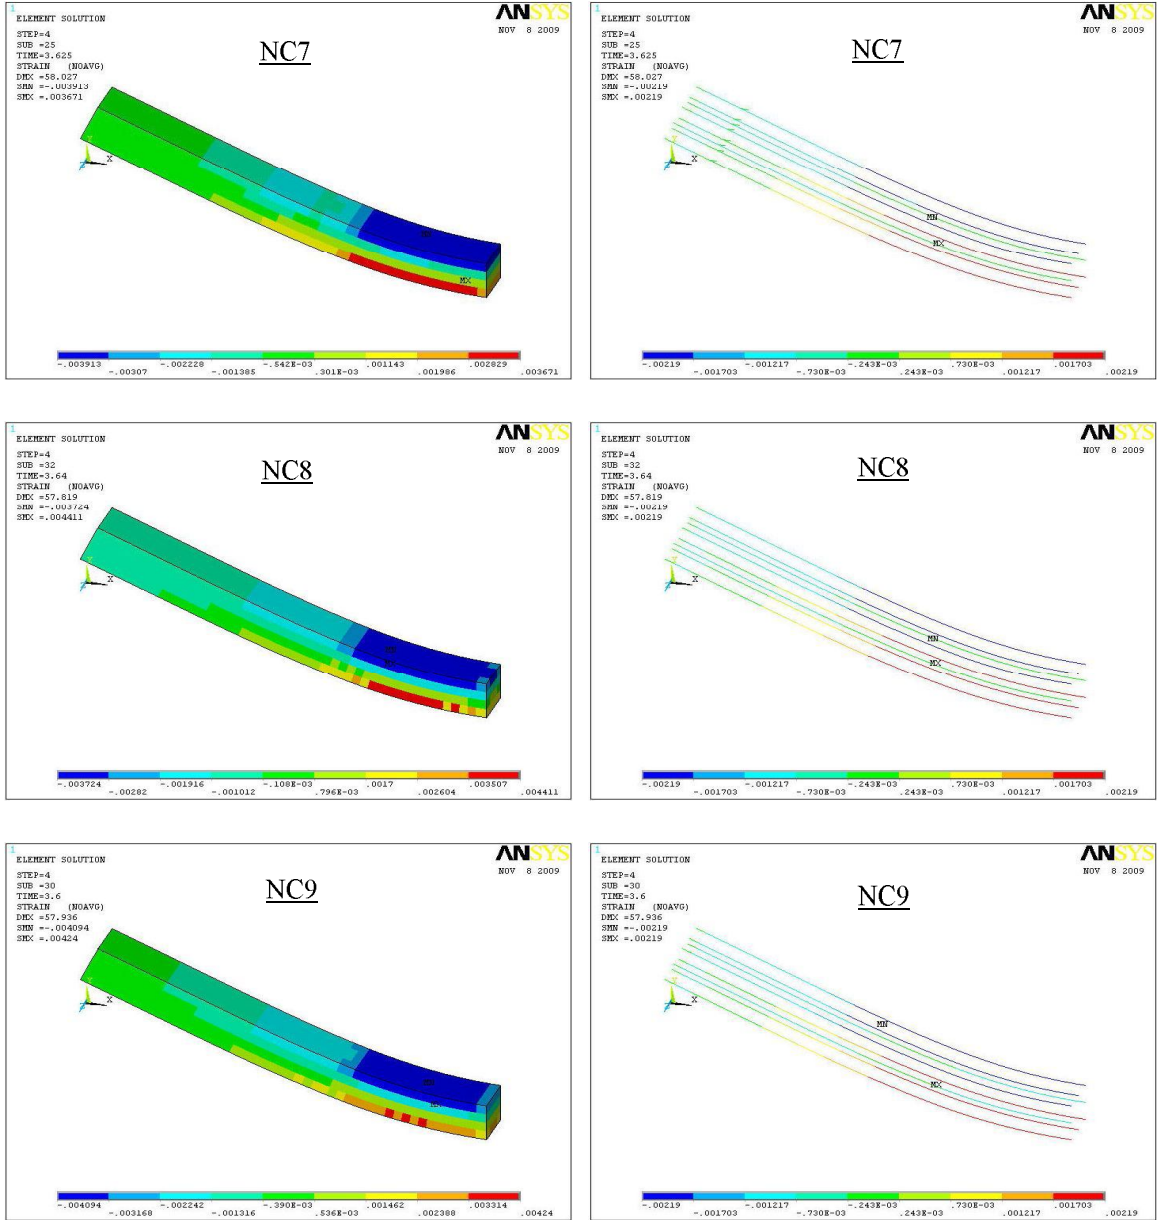 1
ELEMENT SOLUTION
STEP=4
SUB =25
TIME=3.625
STRAIN (NOAVG)
DMX =58.027
SMN =-.003913
SMX =.003671
ANSYS
NOV 8 2009
NC7
Y
Z
X
MN
MX
-.003913 -.002228 -.542E-03 .001143 .002829
-.00307 -.001385 .301E-03 .001986 .003671
1
ELEMENT SOLUTION
STEP=4
SUB =25
TIME=3.625
STRAIN (NOAVG)
DMX =58.027
SMN =-.00219
SMX =.00219
ANSYS
NOV 8 2009
NC7
Y
Z
X
MN
MX
-.00219 -.001217 -.243E-03 .730E-03 .001703
-.001703 -.730E-03 .243E-03 .001217 .00219
1
ELEMENT SOLUTION
STEP=4
SUB =32
TIME=3.64
STRAIN (NOAVG)
DMX =57.819
SMN =-.003724
SMX =.004411
ANSYS
NOV 8 2009
NC8
Y
Z
X
MN
MX
-.003724 -.001916 -.108E-03 .0017 .003507
-.00282 -.001012 .796E-03 .002604 .004411
1
ELEMENT SOLUTION
STEP=4
SUB =32
TIME=3.64
STRAIN (NOAVG)
DMX =57.819
SMN =-.00219
SMX =.00219
ANSYS
NOV 8 2009
NC8
Y
Z
X
MN
MX
-.00219 -.001217 -.243E-03 .730E-03 .001703
-.001703 -.730E-03 .243E-03 .001217 .00219
1
ELEMENT SOLUTION
STEP=4
SUB =30
TIME=3.6
STRAIN (NOAVG)
DMX =57.936
SMN =-.004094
SMX =.00424
ANSYS
NOV 8 2009
NC9
Y
Z
X
MN
MX
-.004094 -.002242 -.390E-03 .001462 .003314
-.003168 -.001316 .536E-03 .002388 .00424
1
ELEMENT SOLUTION
STEP=4
SUB =30
TIME=3.6
STRAIN (NOAVG)
DMX =57.936
SMN =-.00219
SMX =.00219
ANSYS
NOV 8 2009
NC9
Y
Z
X
MN
MX
-.00219 -.001217 -.243E-03 .730E-03 .001703
-.001703 -.730E-03 .243E-03 .001217 .00219